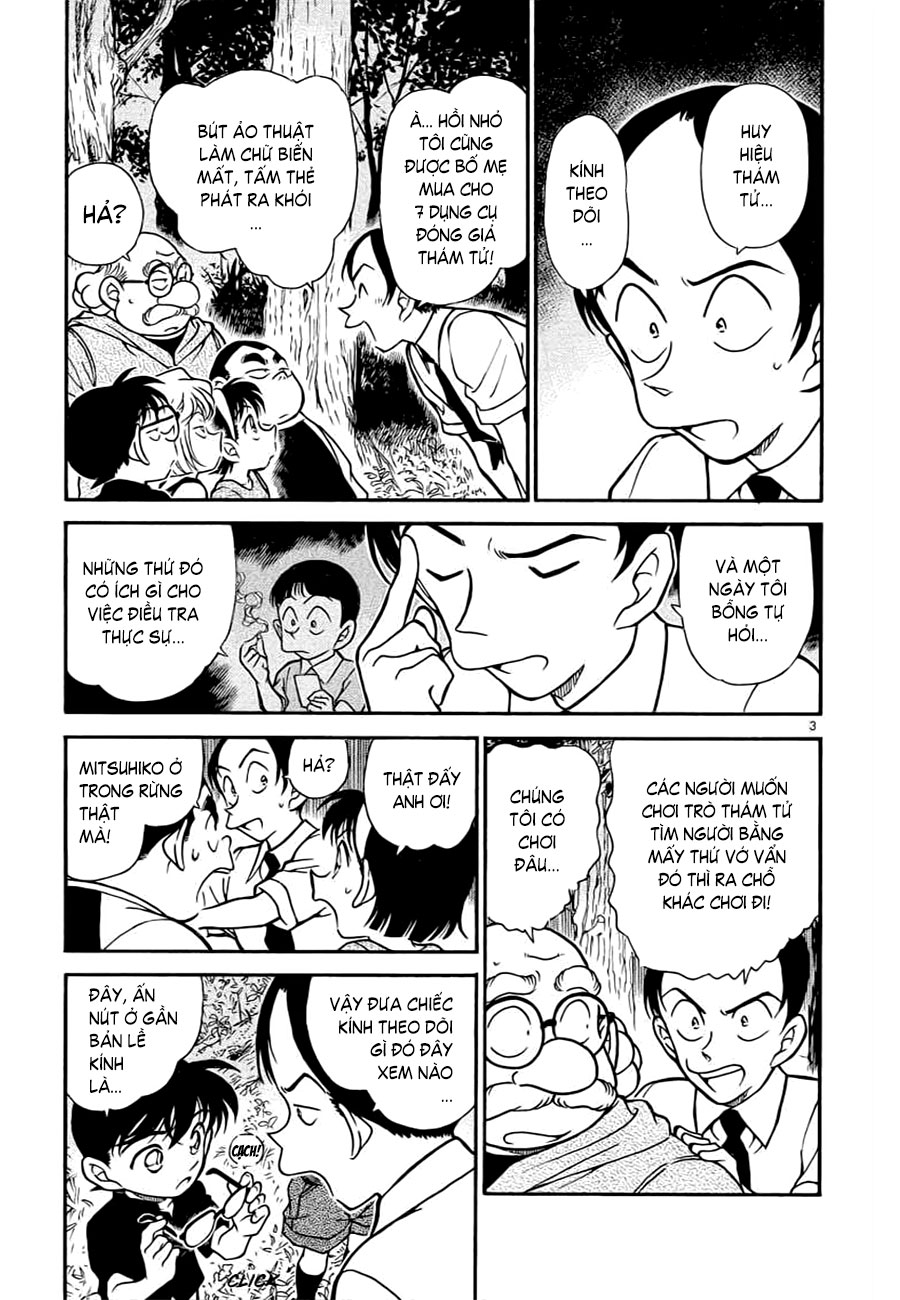 HUY
HIỆU
THÁM
TỬ...
KÍNH
THEO
DÕI
...
À... HỒI NHỎ
TÔI CŨNG
ĐƯỢC BỐ MẸ
MUA CHO
7 DỤNG CỤ
ĐÓNG GIẢ
THÁM TỬ!
BÚT ẢO THUẬT
LÀM CHỮ BIẾN
MẤT, TẤM THẺ
PHÁT RA KHÓI
...
HẢ?
VÀ MỘT
NGÀY TÔI
BỖNG TỰ
HỎI...
NHỮNG THỨ ĐÓ
CÓ ÍCH GÌ CHO
VIỆC ĐIỀU TRA
THỰC SỰ...
3
CÁC NGƯỜI MUỐN
CHƠI TRÒ THÁM TỬ
TÌM NGƯỜI BẰNG
MẤY THỨ VỚ VẨN
ĐÓ THÌ RA CHỖ
KHÁC CHƠI ĐI!
CHÚNG
TÔI CÓ
CHƠI
ĐÂU...
THẬT ĐẤY
ANH ƠI!
HẢ?
MITSUHIKO Ở
TRONG RỪNG
THẬT
MÀ!
VẬY ĐƯA CHIẾC
KÍNH THEO DÕI
GÌ ĐÓ ĐÂY
XEM NÀO
...
ĐÂY, ẤN
NÚT Ở GẦN
BẢN LỀ
KÍNH
LÀ...
CẠCH!
CLICK